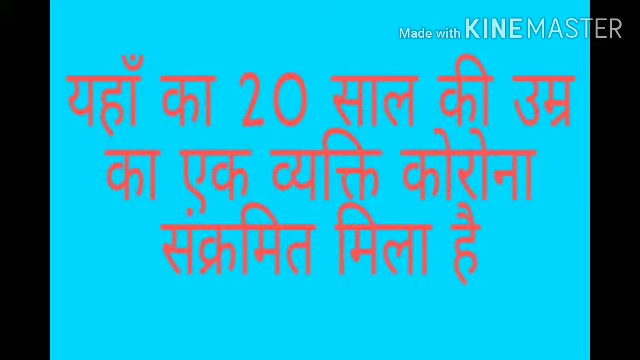 Made with KINEMASTER
यहाँ का 20 साल की उम्र
का एक व्यक्ति कोरोना
संक्रमित मिला है